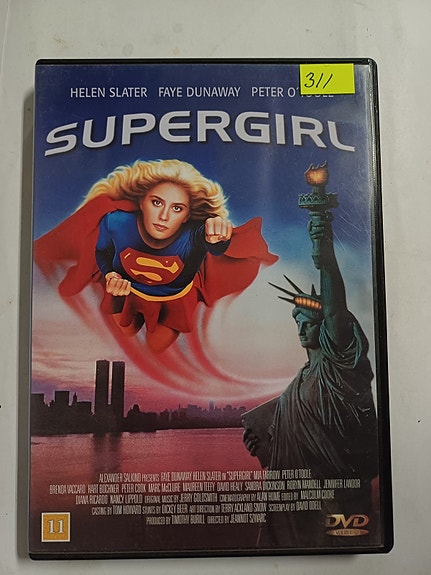 HELEN SLATER FAYE DUNAWAY PETER O'TOOLE
311
SUPERGIRL
S
ALEXANDER SALKIND PRESENTS FAYE DUNAWAY HELEN SLATER IN "SUPERGIRL" MIA FARROW PETER O'TOOLE
BRENDA VACCARO HART BOCHNER PETER COOK MARC McCLURE MAUREEN TEEFY DAVID HEALY SANDRA DICKINSON ROBYN MANDELL JENNIFER LANDOR
DIANA RICARDO NANCY LIPPOLD ORIGINAL MUSIC BY JERRY GOLDSMITH CINEMATOGRAPHY BY ALAN HUME EDITED BY MALCOLM COOKE
CASTING BY TOM HOWARD STUNTS BY DICKEY BEER ART DIRECTION BY TERRY ACKLAND-SNOW SCREENPLAY BY DAVID ODELL
PRODUCED BY TIMOTHY BURRILL DIRECTED BY JEANNOT SZWARC
11
DVD
VIDEO